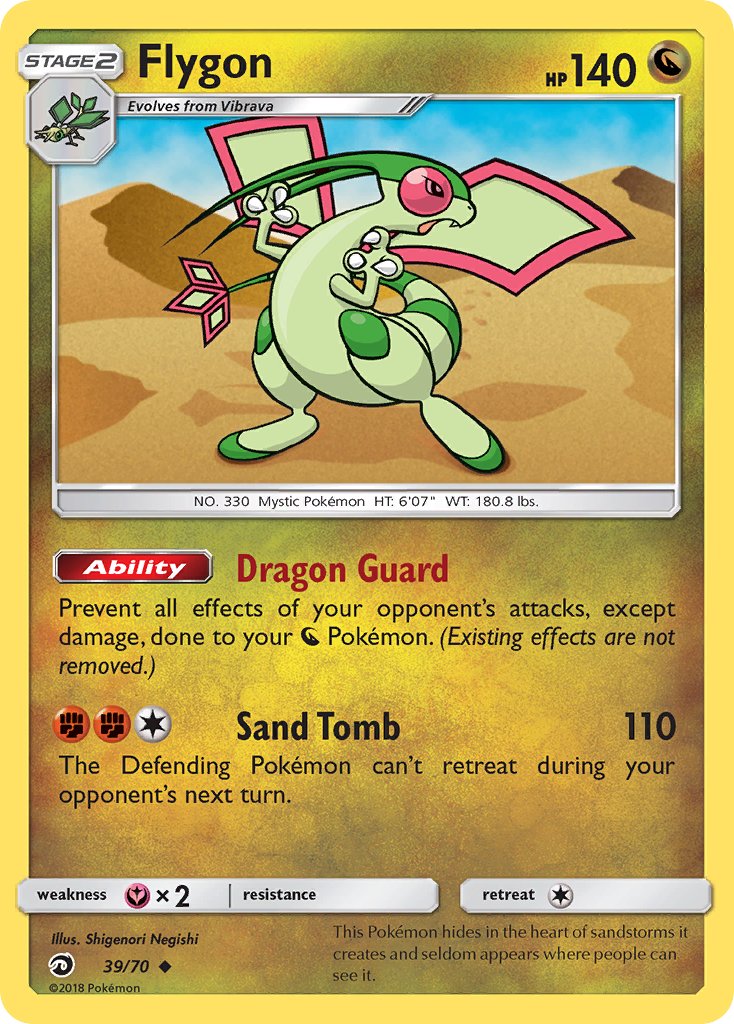 STAGE2
Flygon
HP 140
Evolves from Vibrava
NO. 330 Mystic Pokémon HT: 6'07" WT: 180.8 lbs.
Ability Dragon Guard
Prevent all effects of your opponent's attacks, except
damage, done to your Pokémon. (Existing effects are not
removed.)
Sand Tomb 110
The Defending Pokémon can't retreat during your
opponent's next turn.
weakness ×2 resistance retreat
Illus. Shigenori Negishi
39/70
©2018 Pokémon
This Pokémon hides in the heart of sandstorms it
creates and seldom appears where people can
see it.